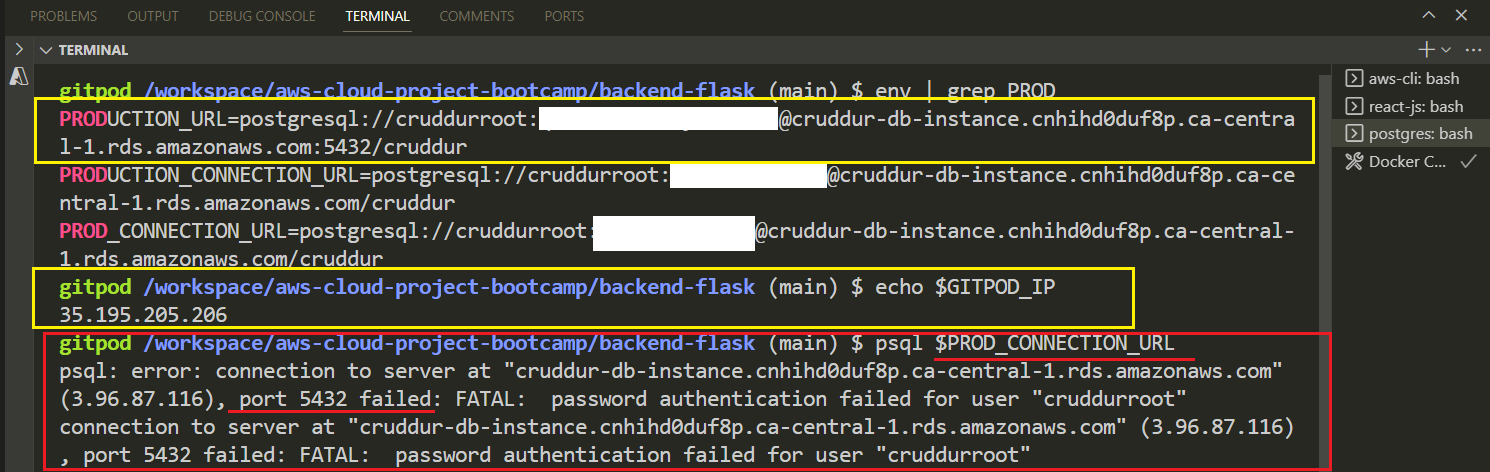 PROBLEMS OUTPUT DEBUG CONSOLE TERMINAL COMMENTS PORTS
TERMINAL
gitpod /workspace/aws-cloud-project-bootcamp/backend-flask (main) $ env | grep PROD
PRODUCTION_URL=postgresql://cruddurroot: @cruddur-db-instance.cnhihd0duf8p.ca-centra
l-1.rds.amazonaws.com:5432/cruddur
PRODUCTION_CONNECTION_URL=postgresql://cruddurroot: @cruddur-db-instance.cnhihd0duf8p.ca-ce
ntral-1.rds.amazonaws.com/cruddur
PROD_CONNECTION_URL=postgresql://cruddurroot: @cruddur-db-instance.cnhihd0duf8p.ca-central-
1.rds.amazonaws.com/cruddur
gitpod /workspace/aws-cloud-project-bootcamp/backend-flask (main) $ echo $GITPOD_IP
35.195.205.206
gitpod /workspace/aws-cloud-project-bootcamp/backend-flask (main) $ psql $PROD_CONNECTION_URL
psql: error: connection to server at "cruddur-db-instance.cnhihd0duf8p.ca-central-1.rds.amazonaws.com"
(3.96.87.116), port 5432 failed: FATAL:  password authentication failed for user "cruddurroot"
connection to server at "cruddur-db-instance.cnhihd0duf8p.ca-central-1.rds.amazonaws.com" (3.96.87.116)
, port 5432 failed: FATAL:  password authentication failed for user "cruddurroot"
aws-cli: bash
react-js: bash
postgres: bash
Docker C...